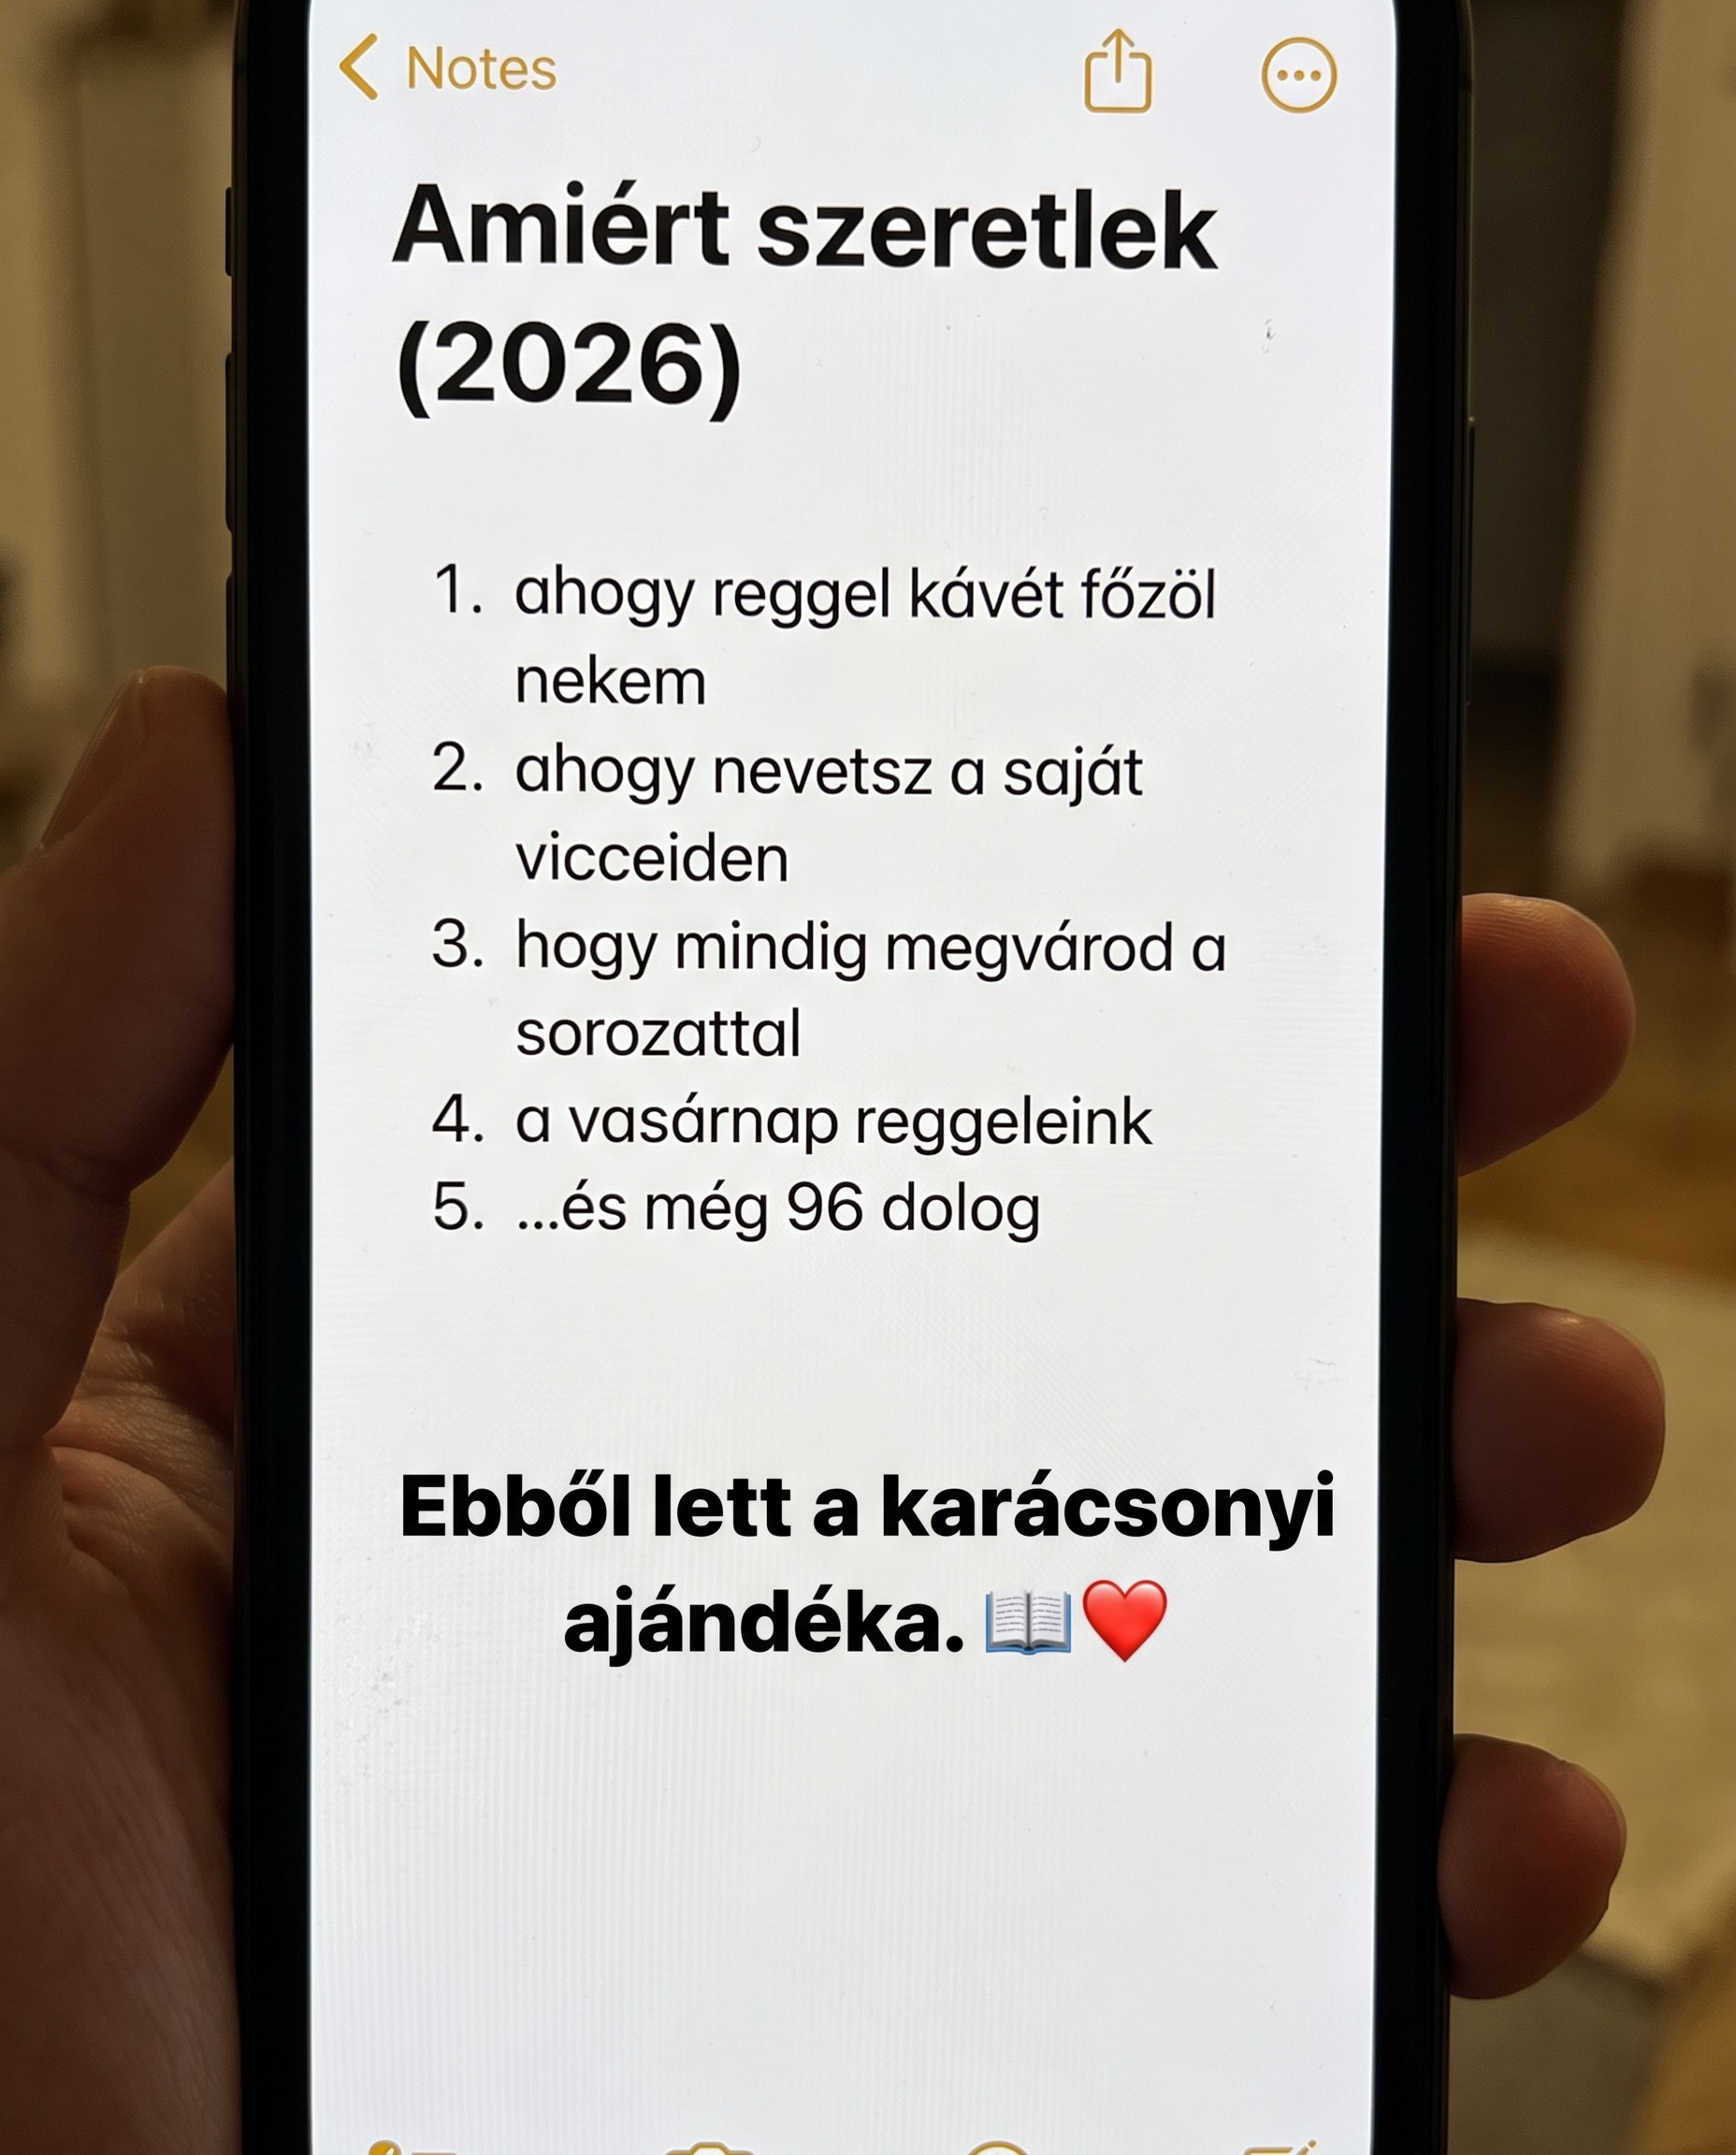 Notes
Amiért szeretlek
(2026)
1. ahogy reggel kávét főzöl
nekem
2. ahogy nevetsz a saját
vicceiden
3. hogy mindig megvárod a
sorozattal
4. a vasárnap reggeleink
5. ...és még 96 dolog
Ebből lett a karácsonyi
ajándéka. 📖❤️